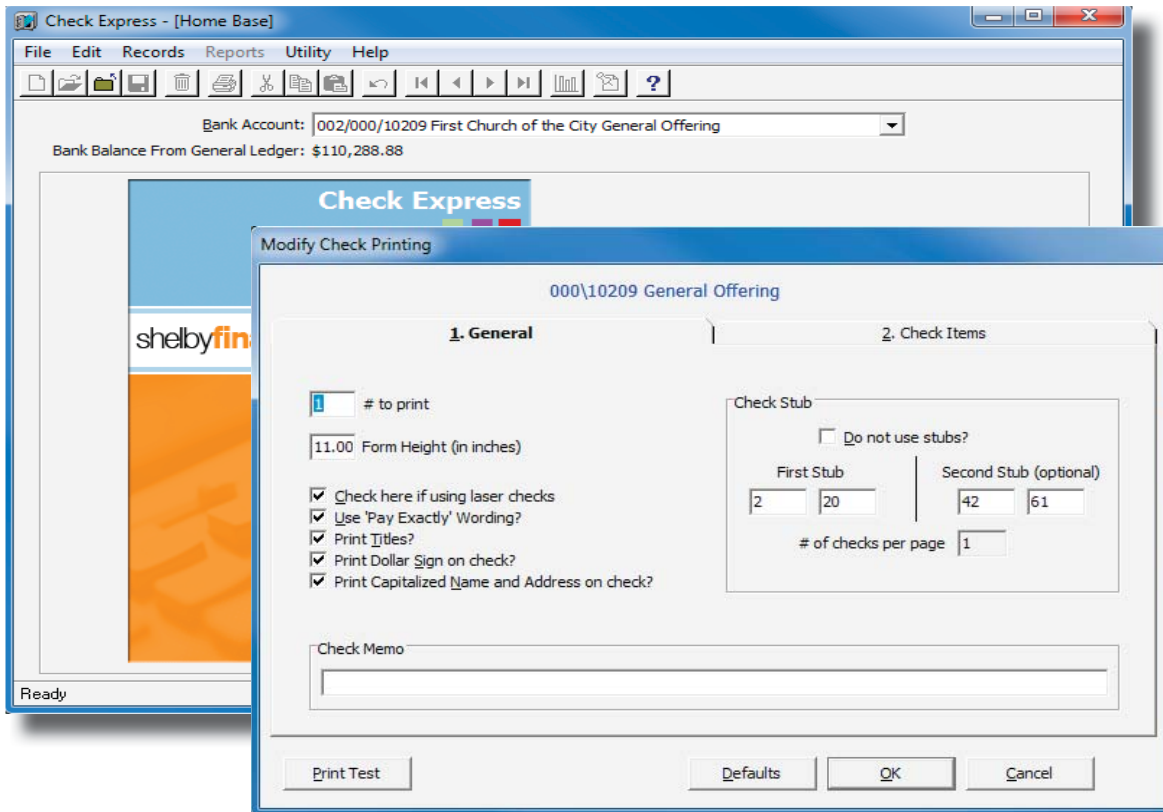 Check Express - [Home Base]
File Edit Records Reports Utility Help
?
Bank Account: 002/000/10209 First Church of the City General Offering
Bank Balance From General Ledger: $110,288.88
Check Express
shelbyfin
Ready
Modify Check Printing
000\10209 General Offering
1. General
2. Check Items
1 # to print
11.00 Form Height (in inches)
Check here if using laser checks
Use 'Pay Exactly' Wording?
Print Titles?
Print Dollar Sign on check?
Print Capitalized Name and Address on check?
Check Stub
Do not use stubs?
First Stub Second Stub (optional)
2 20 42 61
# of checks per page 1
Check Memo
Print Test Defaults OK Cancel